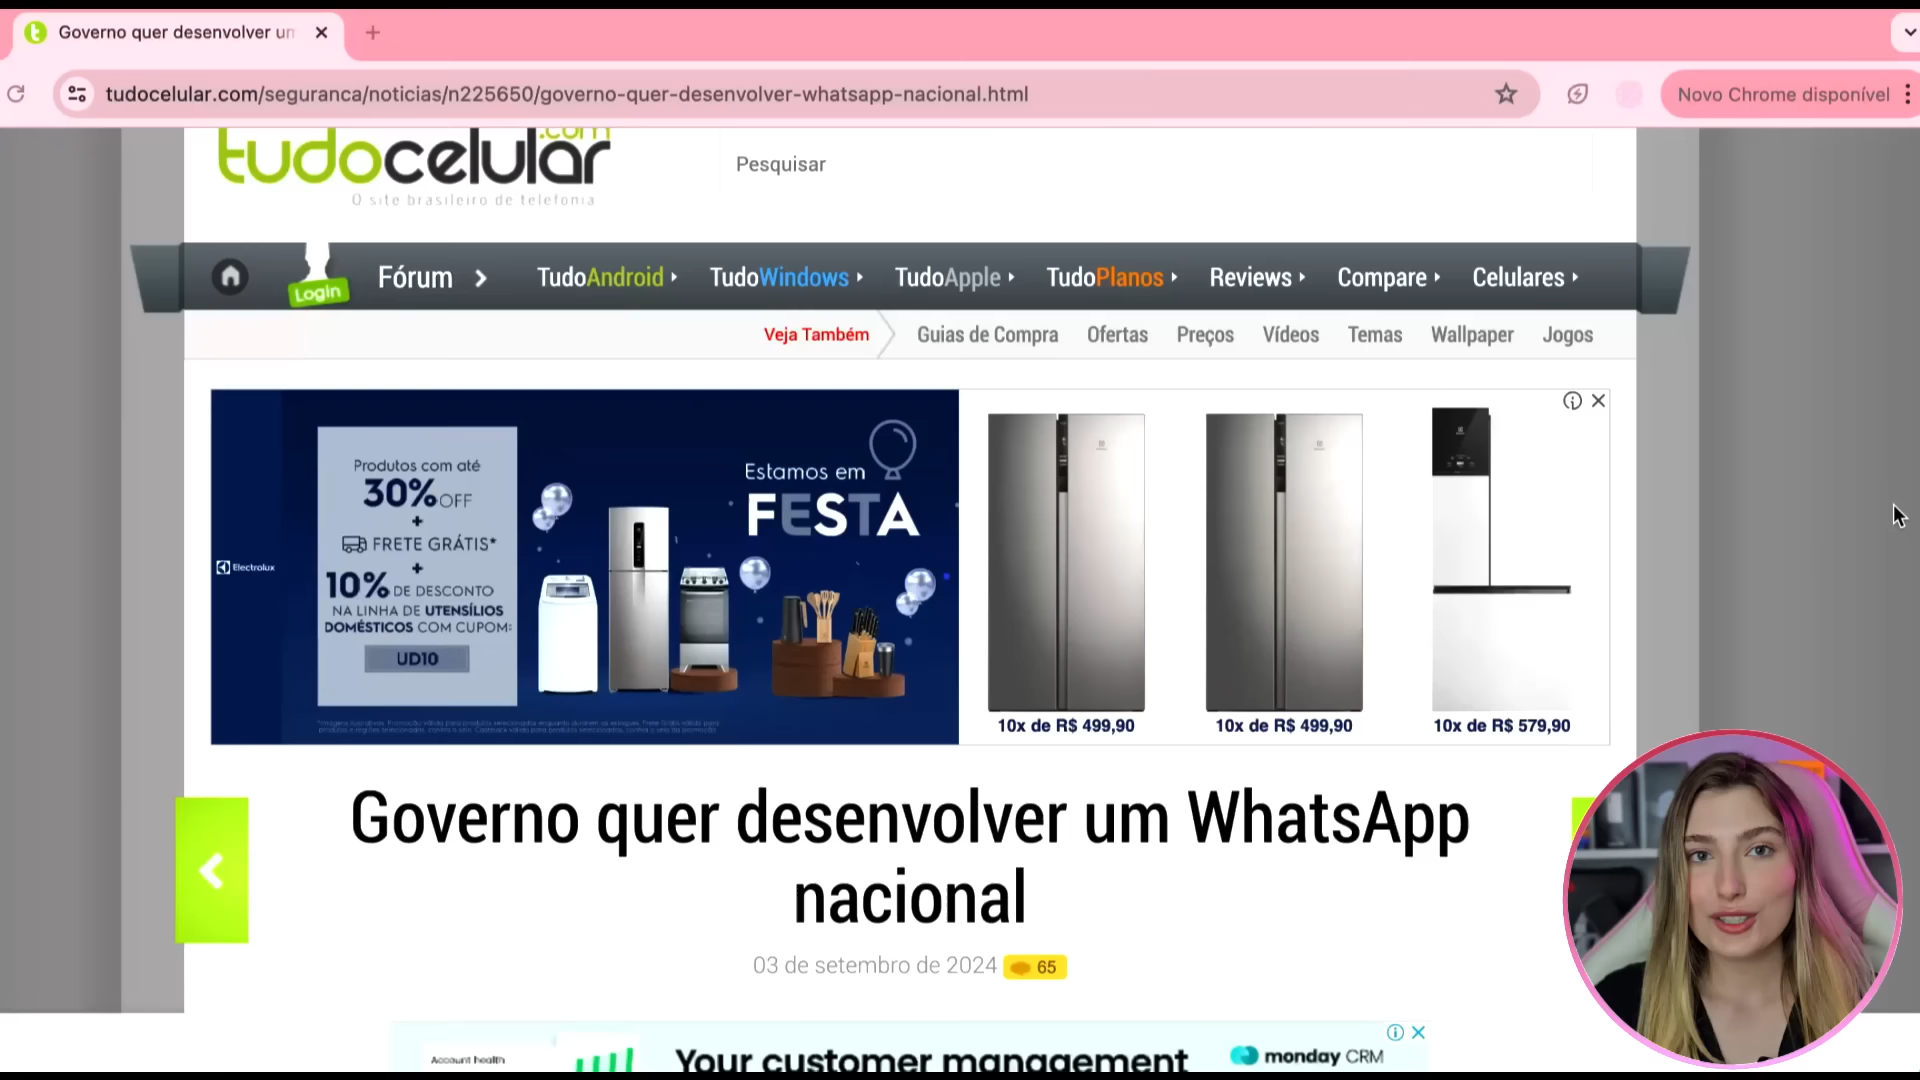 Governo quer desenvolver un
tudocelular.com/seguranca/noticias/n225650/governo-quer-desenvolver-whatsapp-nacional.html
Novo Chrome disponível
tudocelular.com
O site brasileiro de telefonia
Pesquisar
Login
Fórum
TudoAndroid
TudoWindows
TudoApple
TudoPlanos
Reviews
Compare
Celulares
Veja Também
Guias de Compra
Ofertas
Preços
Vídeos
Temas
Wallpaper
Jogos
Electrolux
Produtos com até
30% OFF
+
FRETE GRÁTIS*
+
10% DE DESCONTO
NA LINHA DE UTENSÍLIOS
DOMÉSTICOS COM CUPOM:
UD10
Estamos em
FESTA
10x de R$ 499,90
10x de R$ 499,90
10x de R$ 579,90
Governo quer desenvolver um WhatsApp
nacional
03 de setembro de 2024
65
Account health
Your customer management
monday CRM